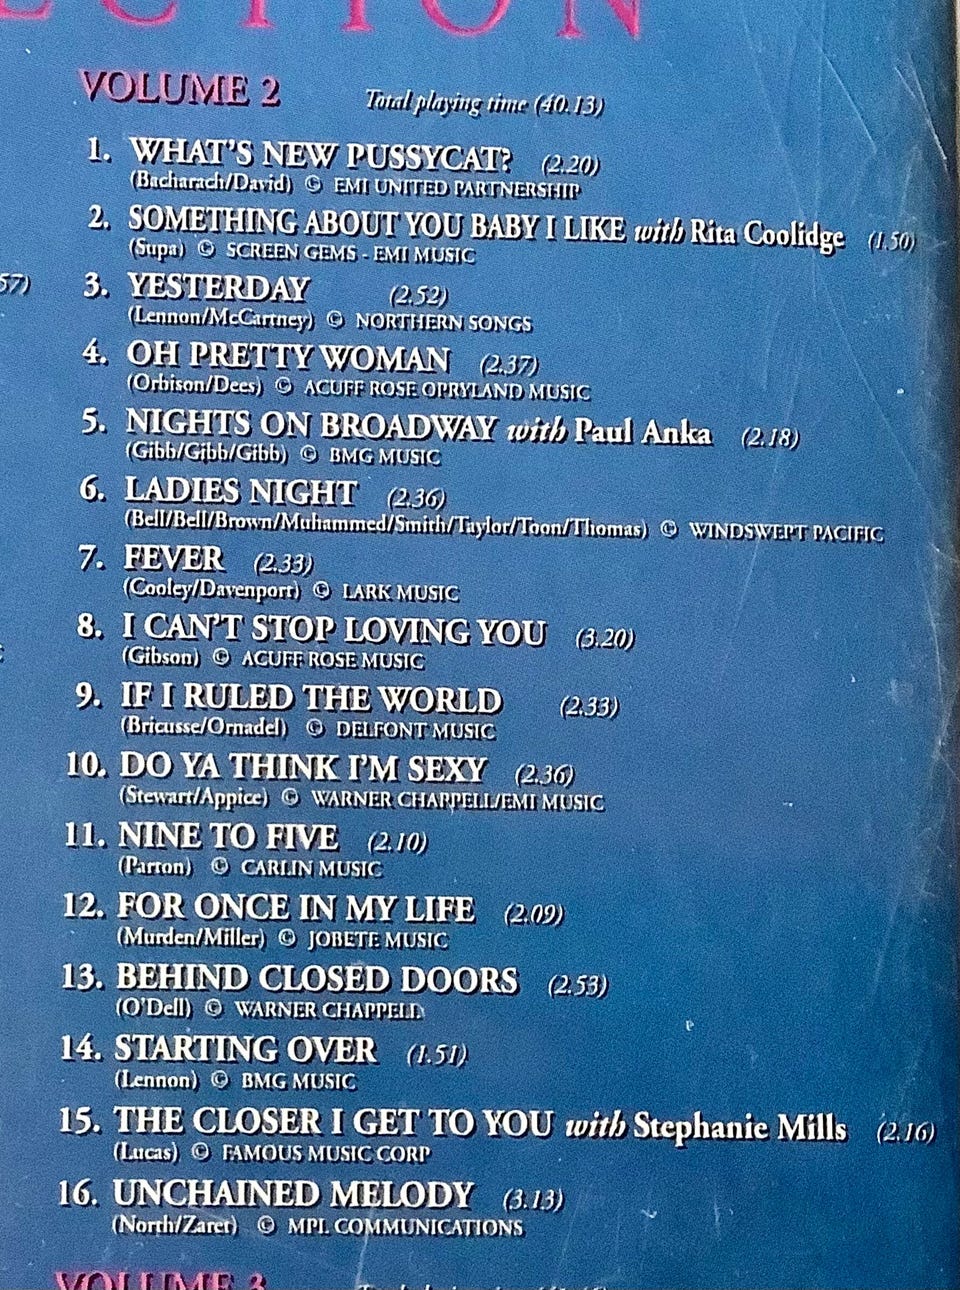 VOLUME 2 Total playing time (40.13)
1. WHAT'S NEW PUSSYCAT? (2.20)
(Bacharach/David) © EMI UNITED PARTNERSHIP
2. SOMETHING ABOUT YOU BABY I LIKE with Rita Coolidge (1.50)
(Supa) © SCREEN GEMS - EMI MUSIC
57) 3. YESTERDAY (2.52)
(Lennon/McCartney) © NORTHERN SONGS
4. OH PRETTY WOMAN (2.37)
(Orbison/Dees) © ACUFF ROSE OPRYLAND MUSIC
5. NIGHTS ON BROADWAY with Paul Anka (2.18)
(Gibb/Gibb/Gibb) © BMG MUSIC
6. LADIES NIGHT (2.36)
(Bell/Bell/Brown/Muhammed/Smith/Taylor/Toon/Thomas) © WINDSWEPT PACIFIC
7. FEVER (2.33)
(Cooley/Davenport) © LARK MUSIC
8. I CAN'T STOP LOVING YOU (3.20)
(Gibson) © ACUFF ROSE MUSIC
9. IF I RULED THE WORLD (2.33)
(Bricusse/Ornadel) © DELFONT MUSIC
10. DO YA THINK I'M SEXY (2.36)
(Stewart/Appice) © WARNER CHAPPELL/EMI MUSIC
11. NINE TO FIVE (2.10)
(Parton) © CARLIN MUSIC
12. FOR ONCE IN MY LIFE (2.09)
(Murden/Miller) © JOBETE MUSIC
13. BEHIND CLOSED DOORS (2.53)
(O'Dell) © WARNER CHAPPELL
14. STARTING OVER (1.51)
(Lennon) © BMG MUSIC
15. THE CLOSER I GET TO YOU with Stephanie Mills (2.16)
(Lucas) © FAMOUS MUSIC CORP
16. UNCHAINED MELODY (3.13)
(North/Zaret) © MPL COMMUNICATIONS
VOLUME 3